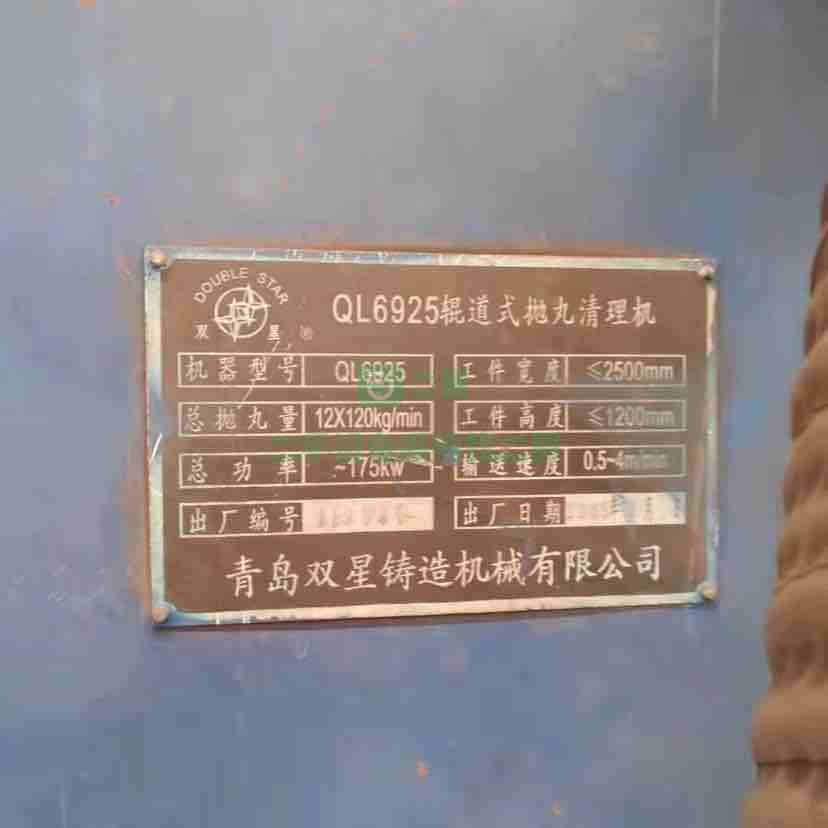 DOUBLE STAR
双星®
QL6925辊道式抛丸清理机
机器型号 QL6925 工件宽度 ≤2500mm
总抛丸量 12X120kg/min 工件高度 ≤1200mm
总功率 ~175kw 输送速度 0.5~4m/min
出厂编号 出厂日期
青岛双星铸造机械有限公司